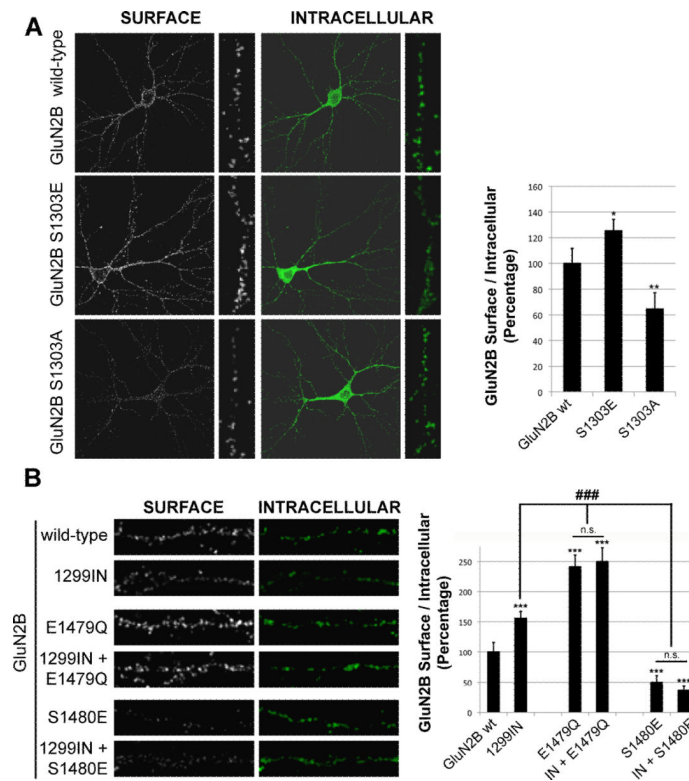 A
SURFACE
INTRACELLULAR
GluN2B wild-type
GluN2B S1303E
GluN2B S1303A
GluN2B Surface / Intracellular
(Percentage)
160
140
120
100
80
60
40
20
0
*
**
GluN2B wt
S1303E
S1303A
B
SURFACE
INTRACELLULAR
GluN2B
wild-type
1299IN
E1479Q
1299IN +
E1479Q
S1480E
1299IN +
S1480E
GluN2B Surface / Intracellular
(Percentage)
250
200
150
100
50
0
###
n.s.
***
***
***
n.s.
***
***
GluN2B wt
1299IN
E1479Q
IN + E1479Q
S1480E
IN + S1480E